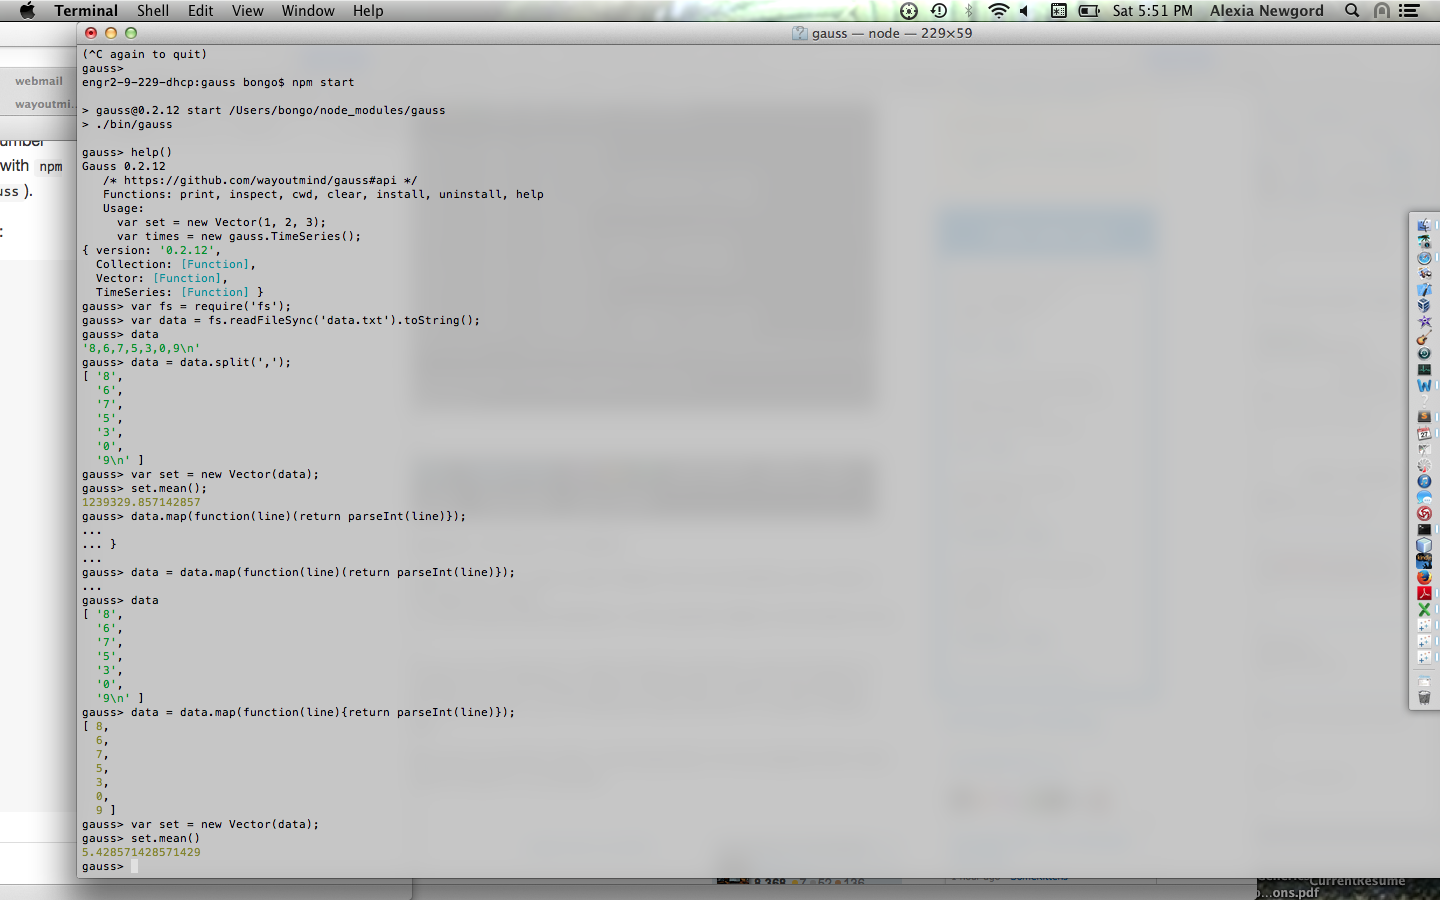 Terminal Shell Edit View Window Help Sat 5:51 PM Alexia Newgord
gauss — node — 229×59
webmail
wayoutmi...
umber
with npm
uss ).
:
(^C again to quit)
gauss>
engr2-9-229-dhcp:gauss bongo$ npm start
> gauss@0.2.12 start /Users/bongo/node_modules/gauss
> ./bin/gauss
gauss> help()
Gauss 0.2.12
/* https://github.com/wayoutmind/gauss#api */
Functions: print, inspect, cwd, clear, install, uninstall, help
Usage:
var set = new Vector(1, 2, 3);
var times = new gauss.TimeSeries();
{ version: '0.2.12',
Collection: [Function],
Vector: [Function],
TimeSeries: [Function] }
gauss> var fs = require('fs');
gauss> var data = fs.readFileSync('data.txt').toString();
gauss> data
'8,6,7,5,3,0,9\n'
gauss> data = data.split(',');
[ '8',
'6',
'7',
'5',
'3',
'0',
'9\n' ]
gauss> var set = new Vector(data);
gauss> set.mean();
1239329.857142857
gauss> data.map(function(line)(return parseInt(line)});
...
... }
...
gauss> data = data.map(function(line)(return parseInt(line)});
...
gauss> data
[ '8',
'6',
'7',
'5',
'3',
'0',
'9\n' ]
gauss> data = data.map(function(line){return parseInt(line)});
[ 8,
6,
7,
5,
3,
0,
9 ]
gauss> var set = new Vector(data);
gauss> set.mean()
5.428571428571429
gauss>
CurrentResume
...ons.pdf